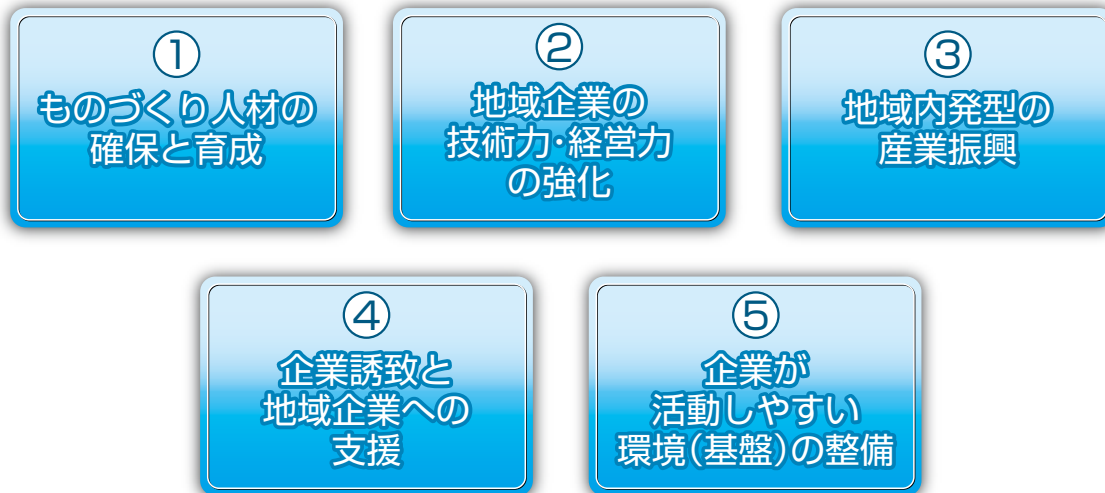 ①
ものづくり人材の
確保と育成
②
地域企業の
技術力・経営力
の強化
③
地域内発型の
産業振興
④
企業誘致と
地域企業への
支援
⑤
企業が
活動しやすい
環境(基盤)の整備